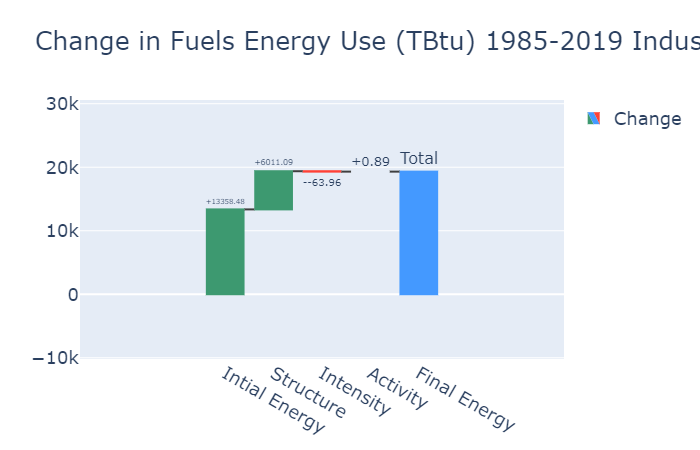 Change in Fuels Energy Use (TBtu) 1985-2019 Indus
30k
20k
10k
0
−10k
+13358.48
+6011.09
--63.96
+0.89
Total
Change
Intial Energy
Structure
Intensity
Activity
Final Energy